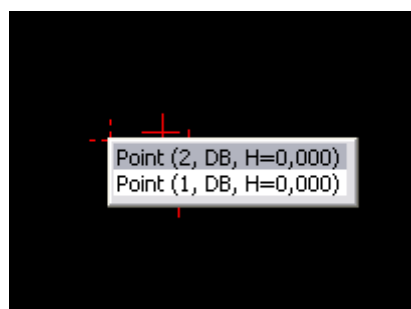 Point (2, DB, H=0,000)
Point (1, DB, H=0,000)